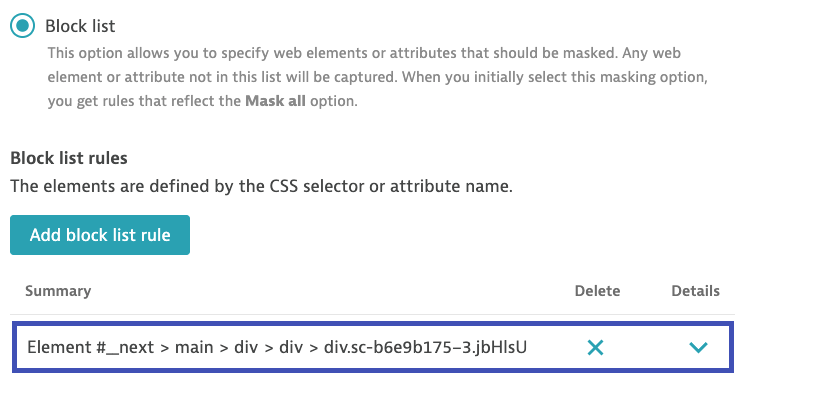 Block list
This option allows you to specify web elements or attributes that should be masked. Any web
element or attribute not in this list will be captured. When you initially select this masking option,
you get rules that reflect the Mask all option.
Block list rules
The elements are defined by the CSS selector or attribute name.
Add block list rule
Summary Delete Details
Element #__next > main > div > div > div.sc-b6e9b175-3.jbHlsU